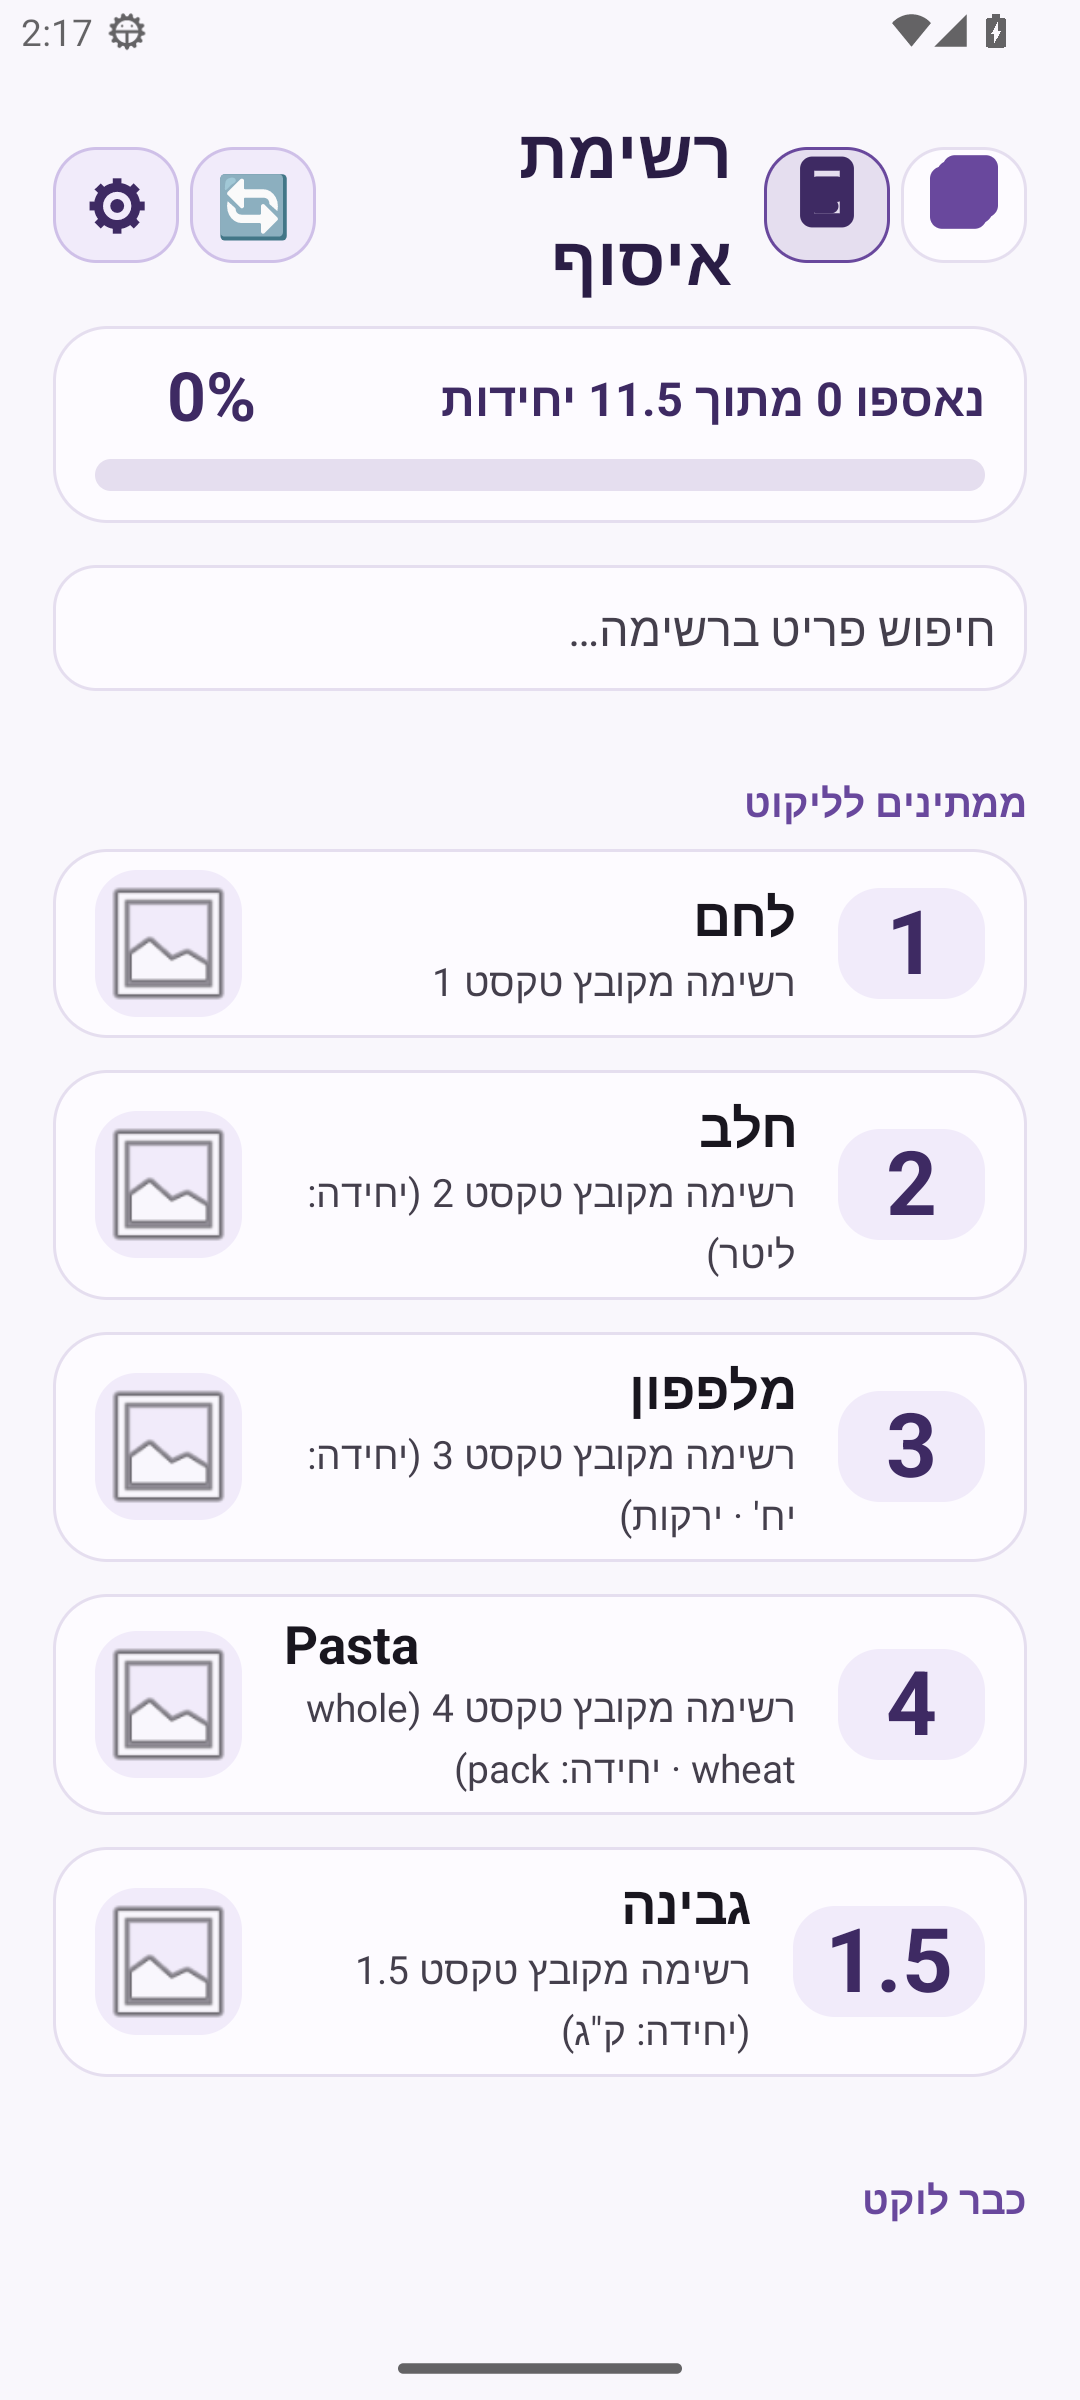 2:17
רשימת
איסוף
נאספו 0 מתוך 11.5 יחידות
0%
חיפוש פריט ברשימה...
ממתינים לליקוט
1
לחם
רשימה מקובץ טקסט 1
2
חלב
רשימה מקובץ טקסט 2 (יחידה:
ליטר)
3
מלפפון
רשימה מקובץ טקסט 3 (יחידה:
יח' · ירקות)
4
Pasta
רשימה מקובץ טקסט 4 (whole
wheat · יחידה: pack)
1.5
גבינה
רשימה מקובץ טקסט 1.5
(יחידה: ק"ג)
כבר לוקט